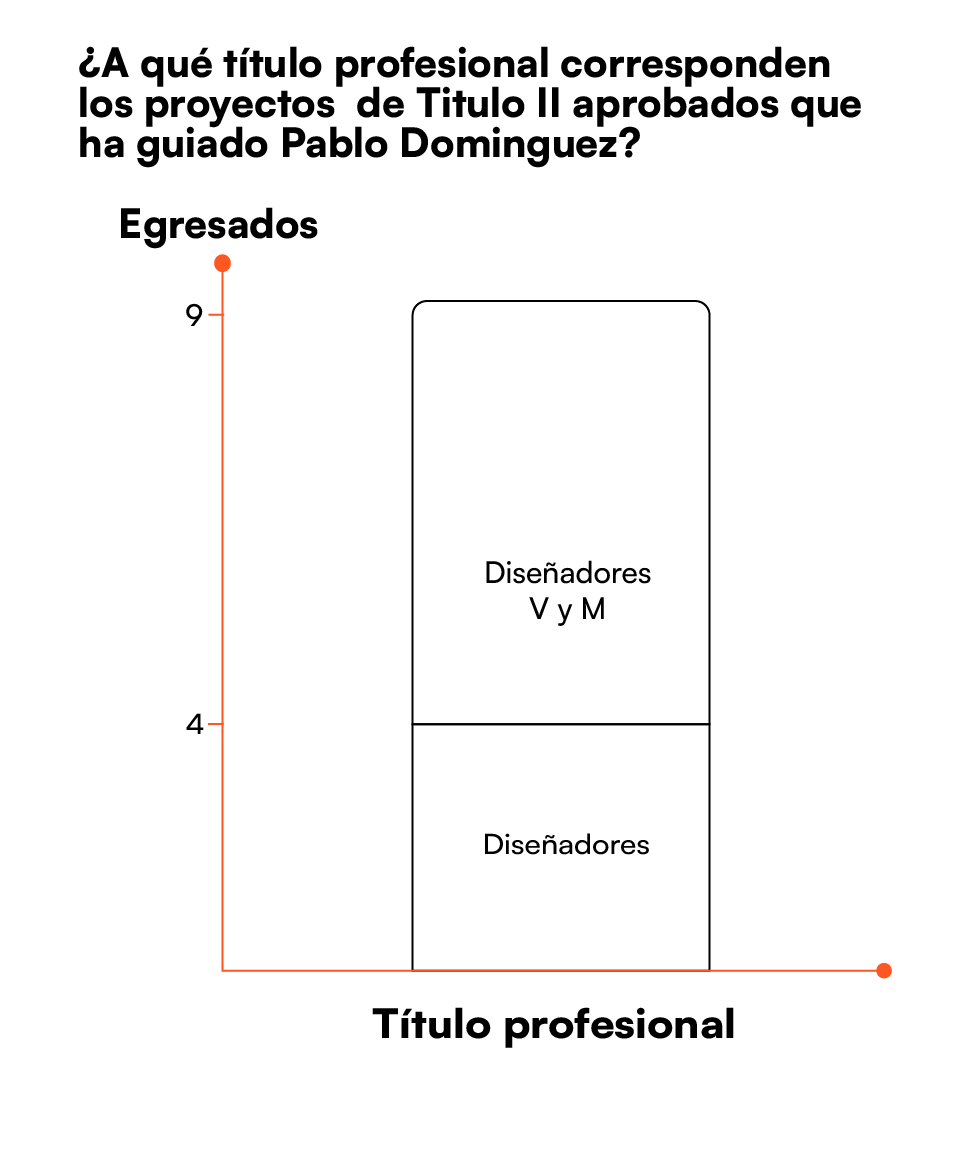 ¿A qué título profesional corresponden
los proyectos  de Titulo II aprobados que
ha guiado Pablo Dominguez?
Egresados
9
Diseñadores
V y M
4
Diseñadores
Título profesional